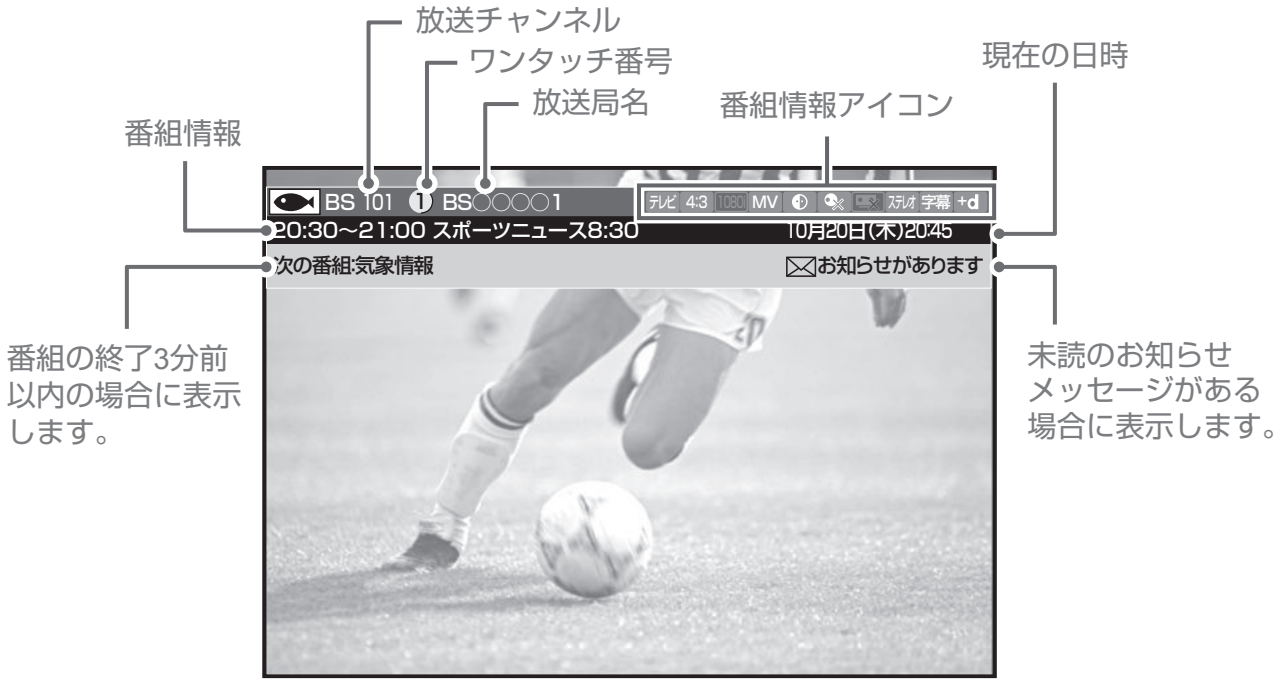 放送チャンネル
ワンタッチ番号
放送局名
番組情報アイコン
現在の日時
番組情報
BS 101 1 BS○○○○1
テレビ 4:3 1080i MV ステレオ 字幕 +d
20:30～21:00 スポーツニュース8:30
10月20日(木)20:45
次の番組:気象情報
お知らせがあります
番組の終了3分前
以内の場合に表示
します。
未読のお知らせ
メッセージがある
場合に表示します。